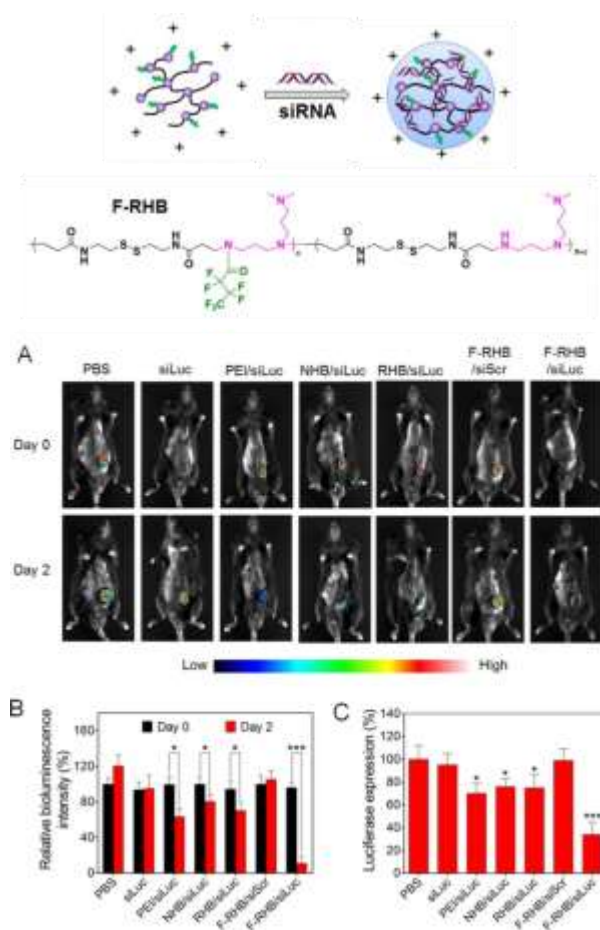 siRNA
F-RHB
A
PBS siLuc PEI/siLuc NHB/siLuc RHB/siLuc F-RHB/siScr F-RHB/siLuc
Day 0
Day 2
Low High
B
Day 0 Day 2
Relative bioluminescence
intensity (%)
160
120
80
40
0
* * * ***
PBS siLuc PEI/siLuc NHB/siLuc RHB/siLuc F-RHB/siScr F-RHB/siLuc
C
Luciferase expression (%)
140
120
100
80
60
40
20
0
* * * ***
PBS siLuc PEI/siLuc NHB/siLuc RHB/siLuc F-RHB/siScr F-RHB/siLuc